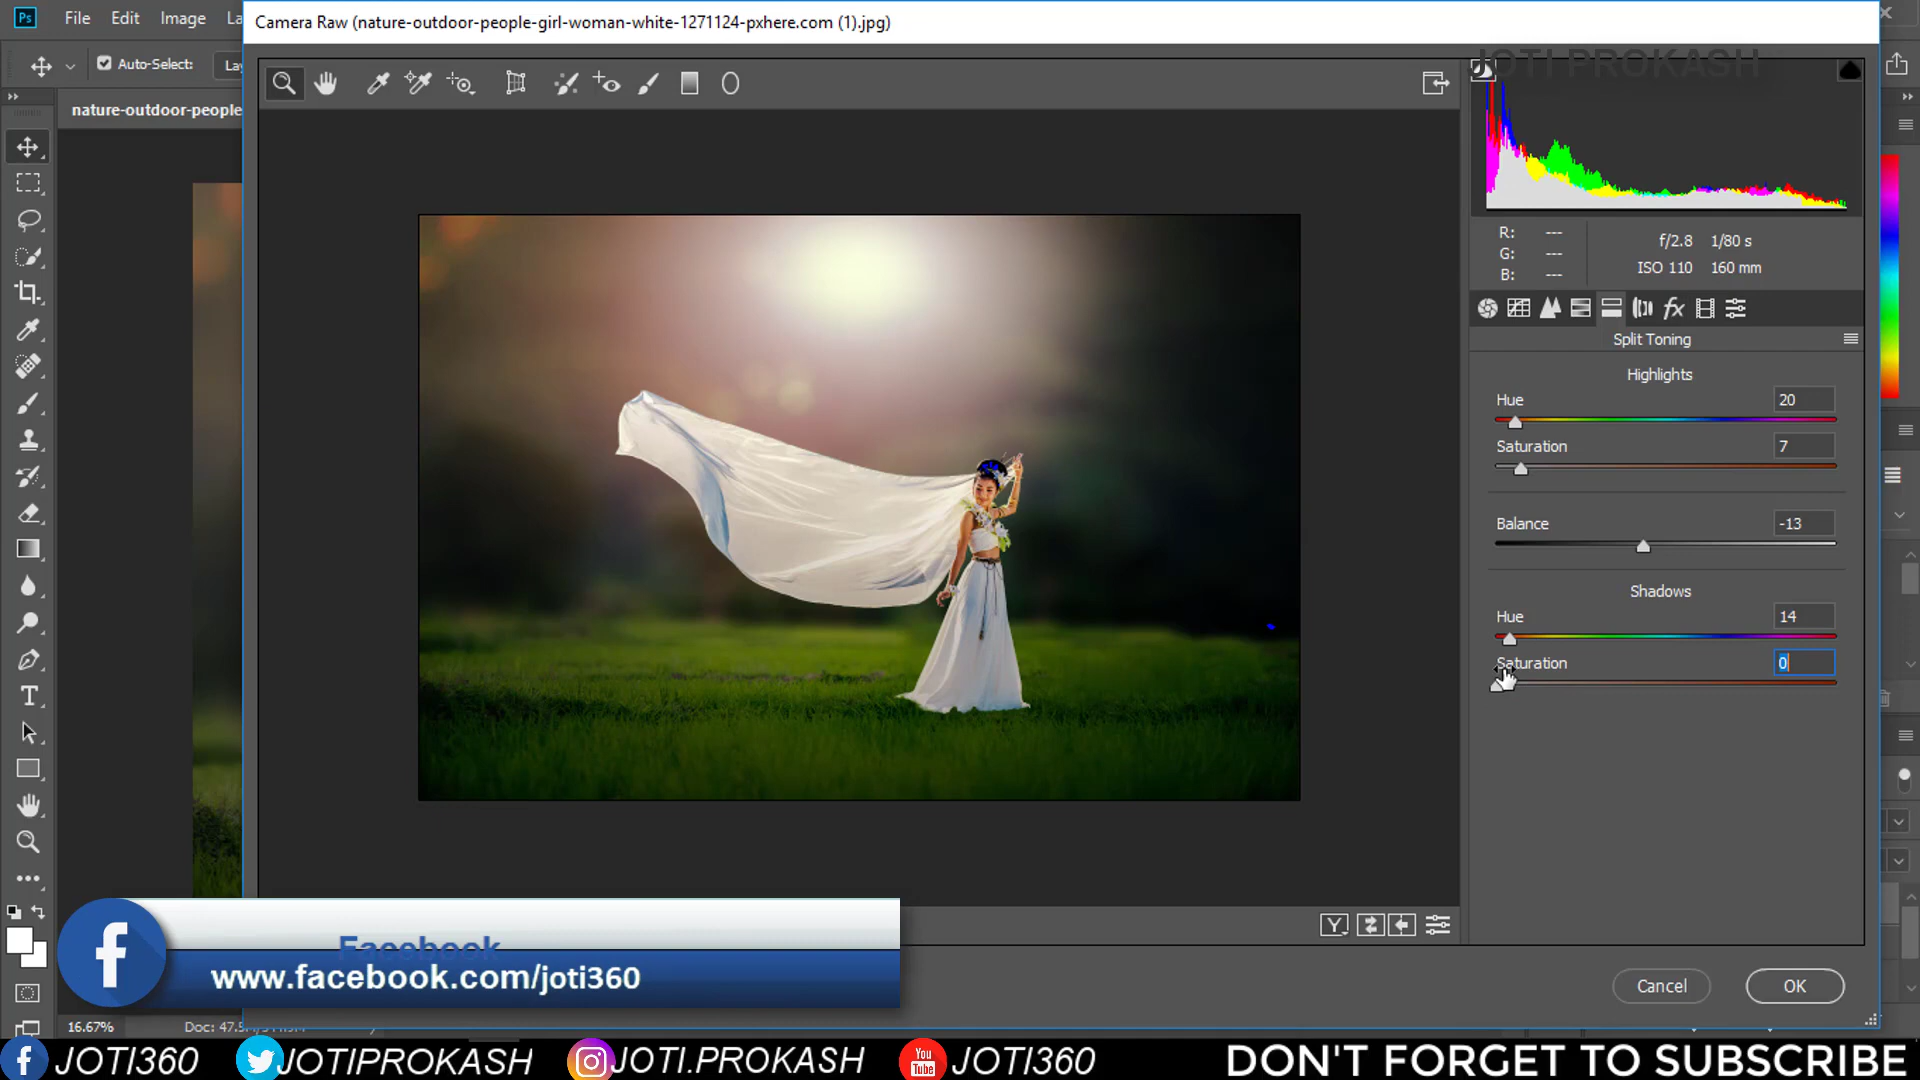 Ps File Edit Image La
Camera Raw (nature-outdoor-people-girl-woman-white-1271124-pxhere.com (1).jpg)
Auto-Select: Lay
JOTI PROKASH
nature-outdoor-people
R: ---
G: ---
B: ---
f/2.8 1/80 s
ISO 110 160 mm
fx
Split Toning
Highlights
Hue 20
Saturation 7
Balance -13
Shadows
Hue 14
Saturation 0
T
Y
Facebook
www.facebook.com/joti360
Cancel OK
16.67% Doc:
f JOTI360 JOTIPROKASH JOTI.PROKASH You Tube JOTI360 DON'T FORGET TO SUBSCRIBE